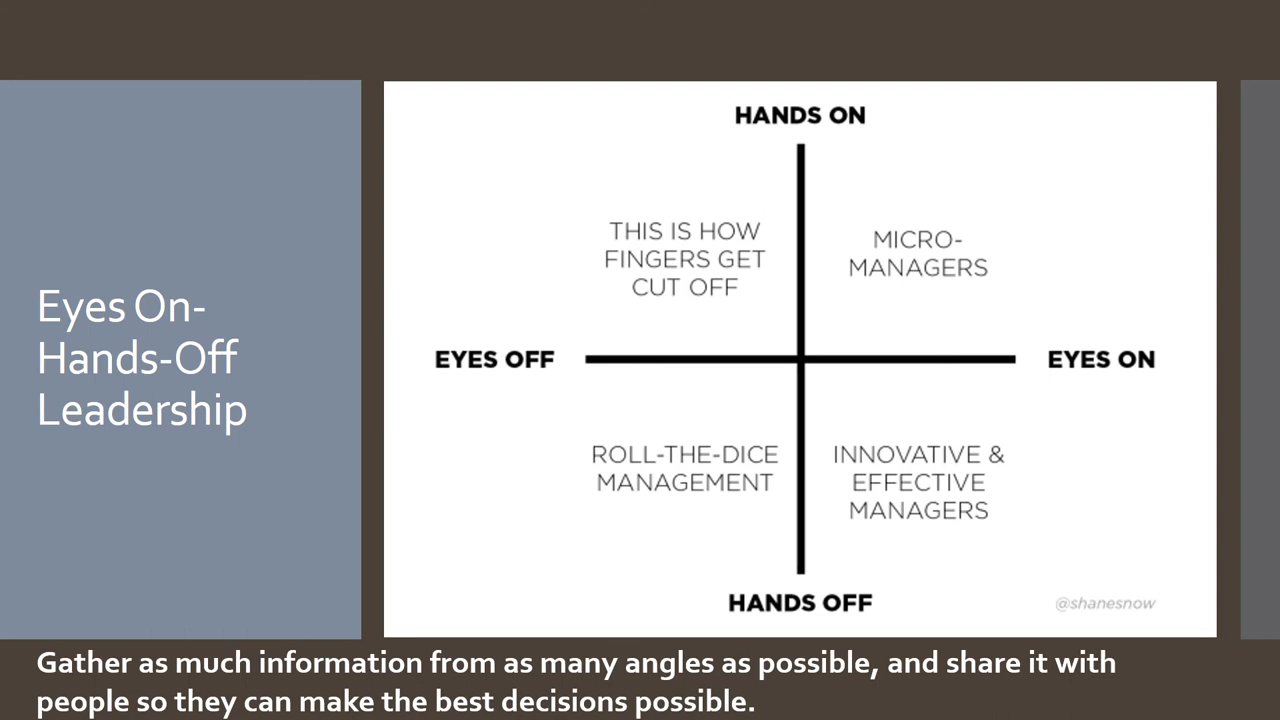 Eyes On-
Hands-Off
Leadership
HANDS ON
THIS IS HOW
FINGERS GET
CUT OFF
MICRO-
MANAGERS
EYES OFF
EYES ON
ROLL-THE-DICE
MANAGEMENT
INNOVATIVE &
EFFECTIVE
MANAGERS
HANDS OFF
@shanesnow
Gather as much information from as many angles as possible, and share it with
people so they can make the best decisions possible.